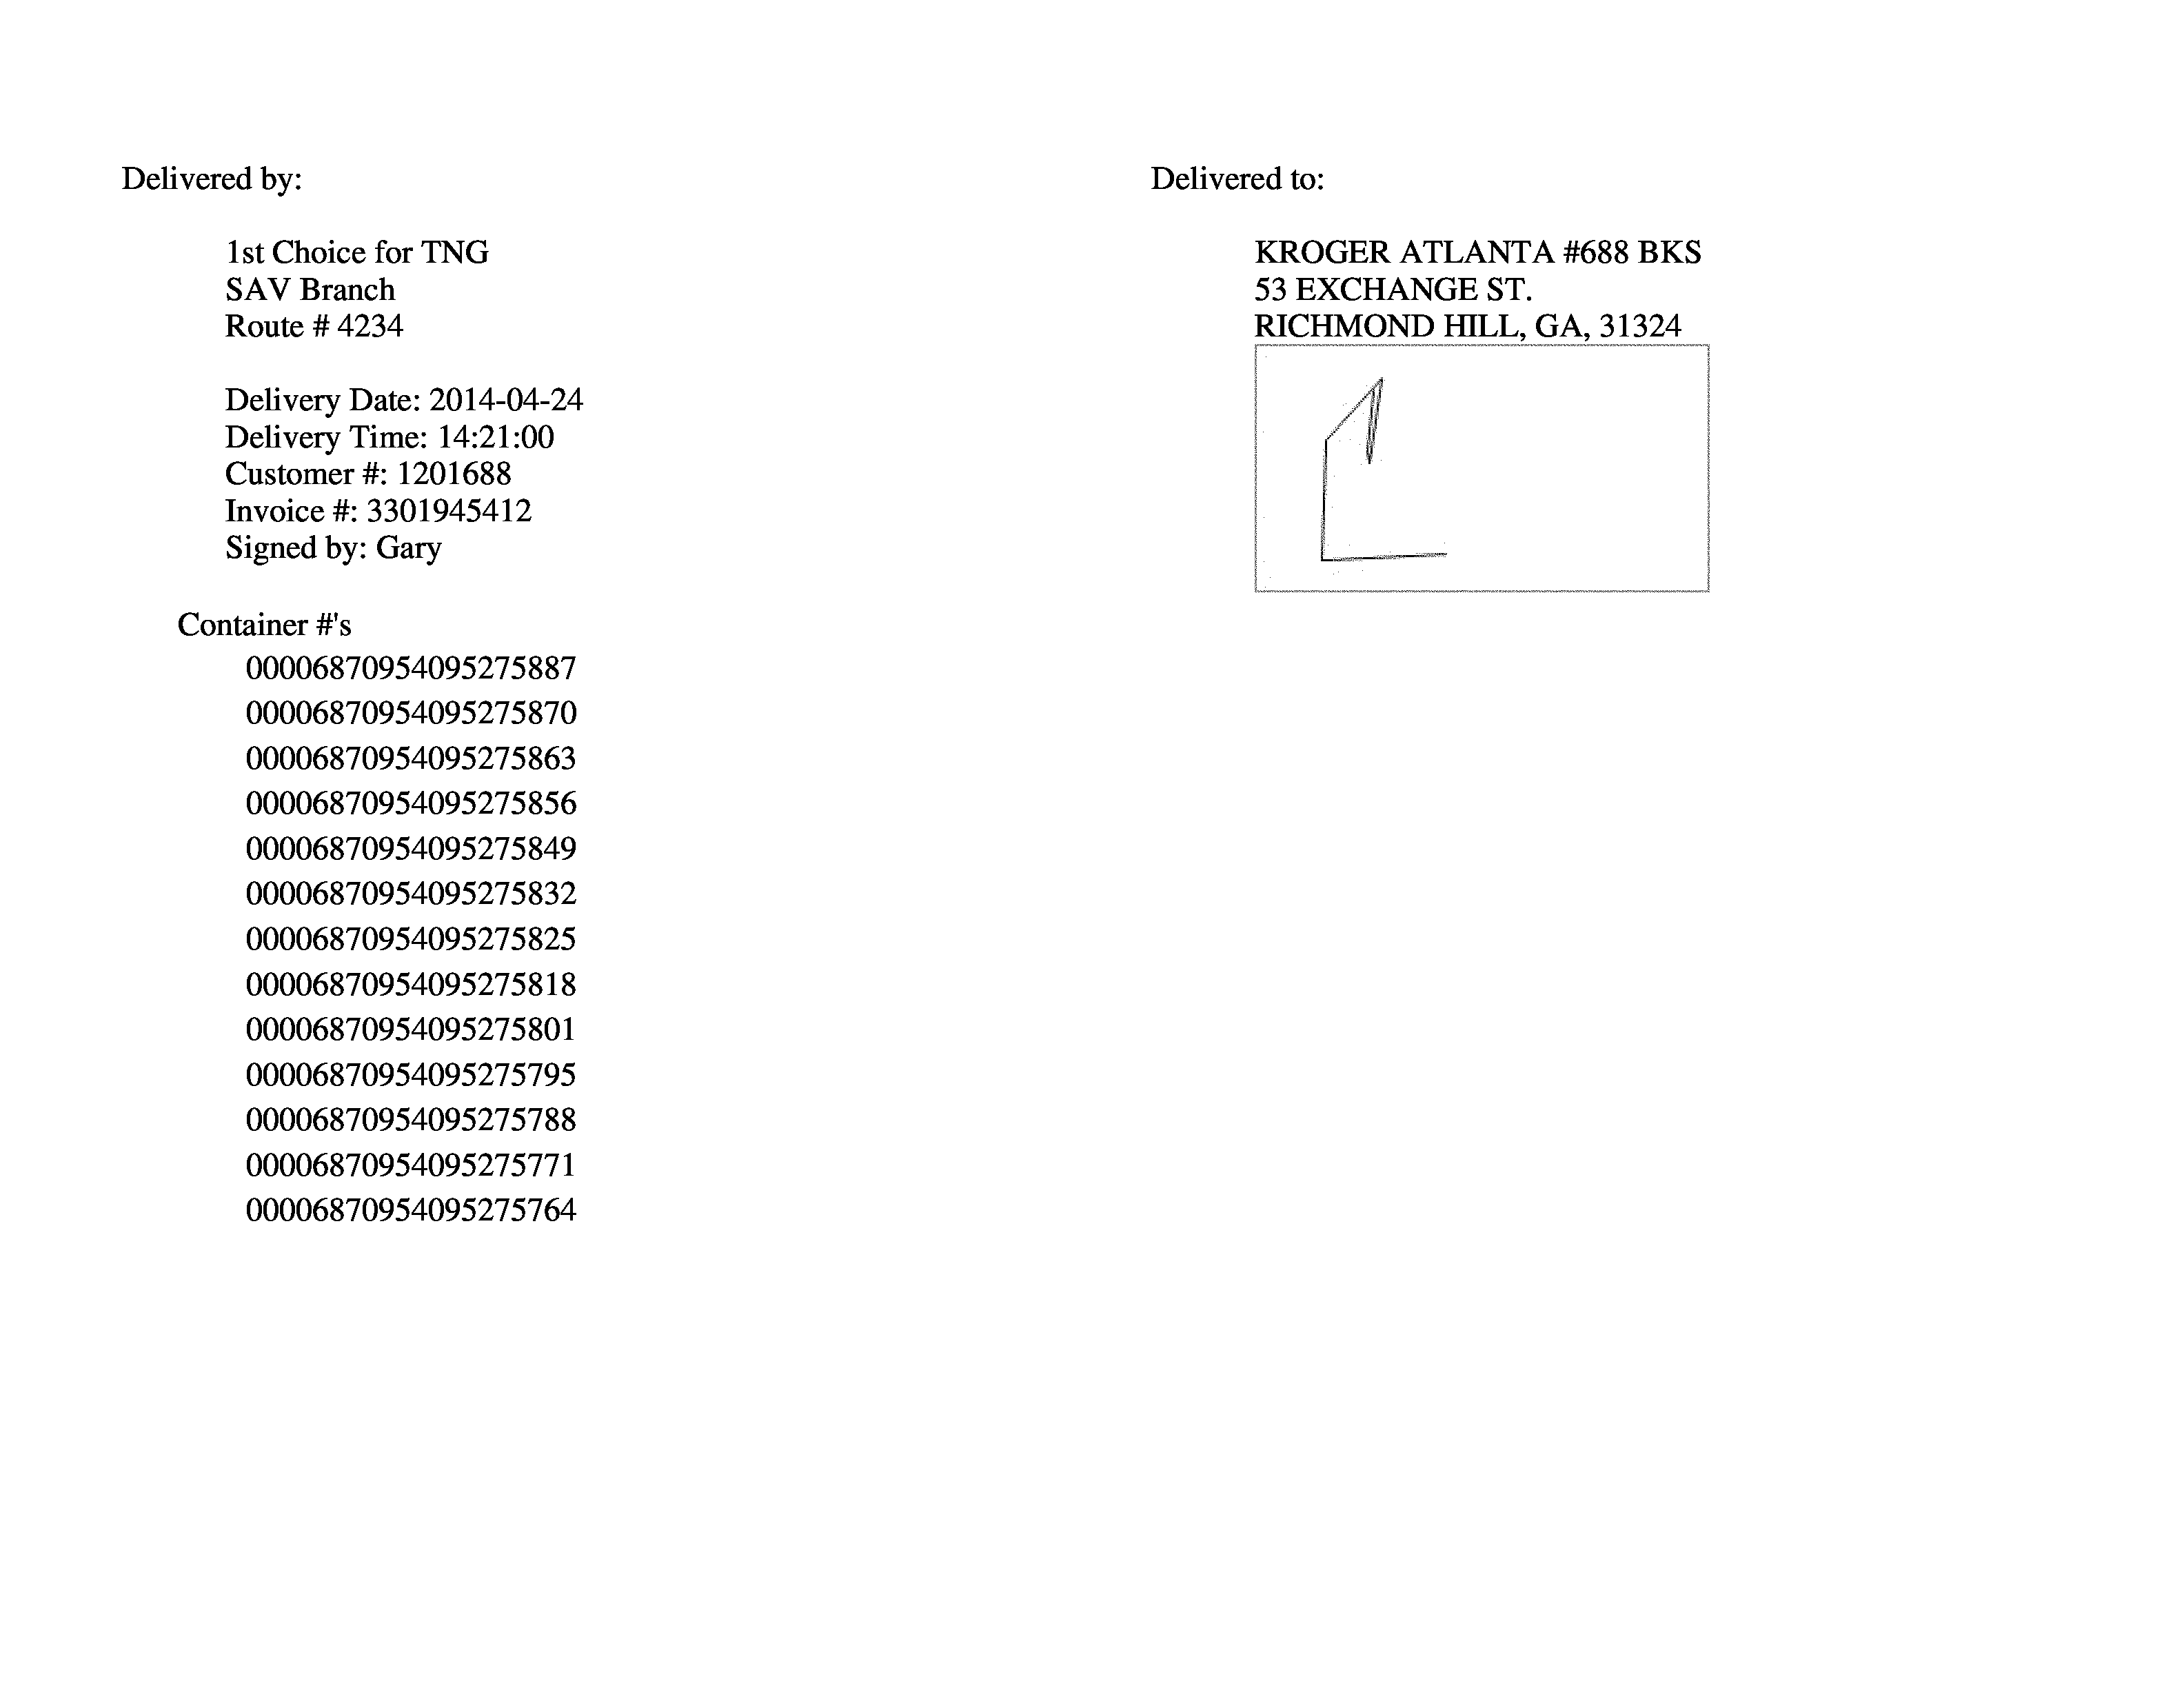 Delivered by:
1st Choice for TNG
SAV Branch
Route # 4234
Delivery Date: 2014-04-24
Delivery Time: 14:21:00
Customer #: 1201688
Invoice #: 3301945412
Signed by: Gary
Container #'s
00006870954095275887
00006870954095275870
00006870954095275863
00006870954095275856
00006870954095275849
00006870954095275832
00006870954095275825
00006870954095275818
00006870954095275801
00006870954095275795
00006870954095275788
00006870954095275771
00006870954095275764
Delivered to:
KROGER ATLANTA #688 BKS
53 EXCHANGE ST.
RICHMOND HILL, GA, 31324